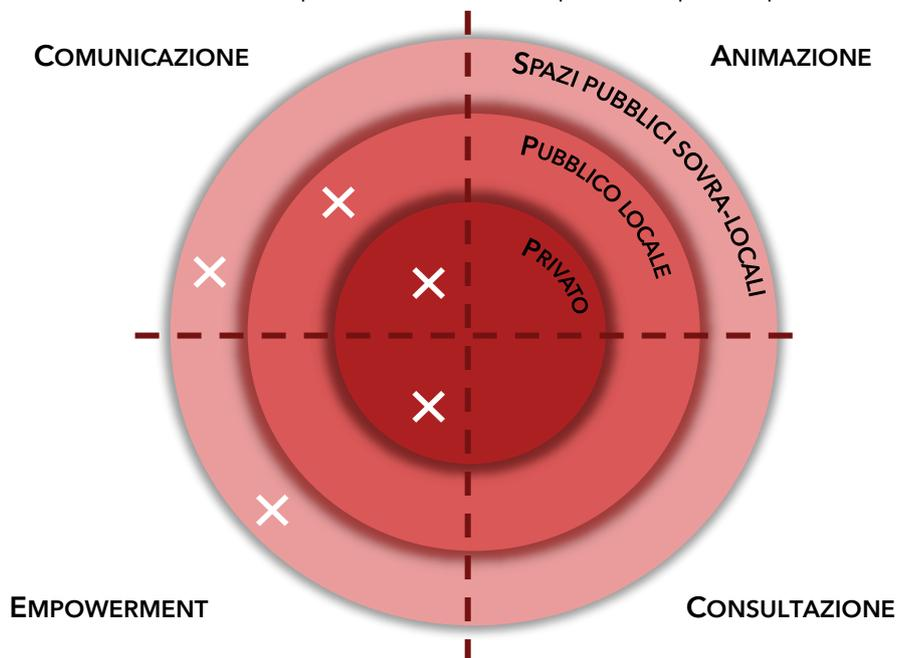 COMUNICAZIONE
ANIMAZIONE
SPAZI PUBBLICI SOVRA-LOCALI
PUBBLICO LOCALE
PRIVATO
EMPOWERMENT
CONSULTAZIONE